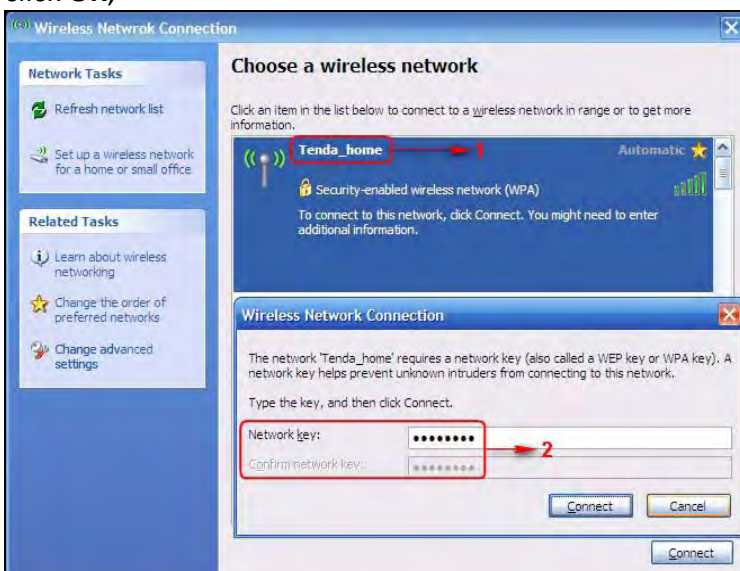 click OK)
Wireless Netwrok Connection
Network Tasks
Refresh network list
Set up a wireless network
for a home or small office
Related Tasks
Learn about wireless
networking
Change the order of
preferred networks
Change advanced
settings
Choose a wireless network
Click an item in the list below to connect to a wireless network in range or to get more
information.
Tenda_home 1 Automatic
Security-enabled wireless network (WPA)
To connect to this network, click Connect. You might need to enter
additional information.
Wireless Network Connection
The network 'Tenda_home' requires a network key (also called a WEP key or WPA key). A
network key helps prevent unknown intruders from connecting to this network.
Type the key, and then click Connect.
Network key: •••••••• 2
Confirm network key: ••••••••
Connect Cancel
Connect